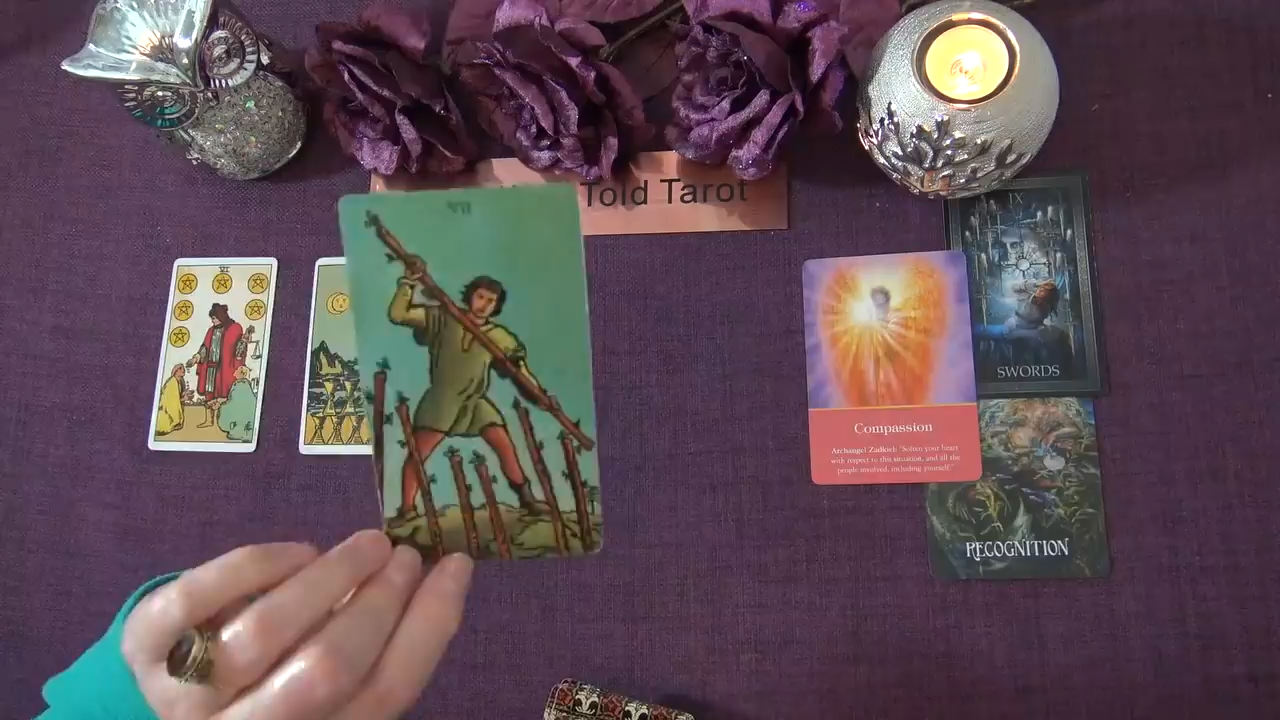 Told Tarot
VII
IX
VI
SWORDS
Compassion
Archangel Zadkiel: "Soften your heart
with respect to this situation, and all the
people involved, including yourself."
RECOGNITION